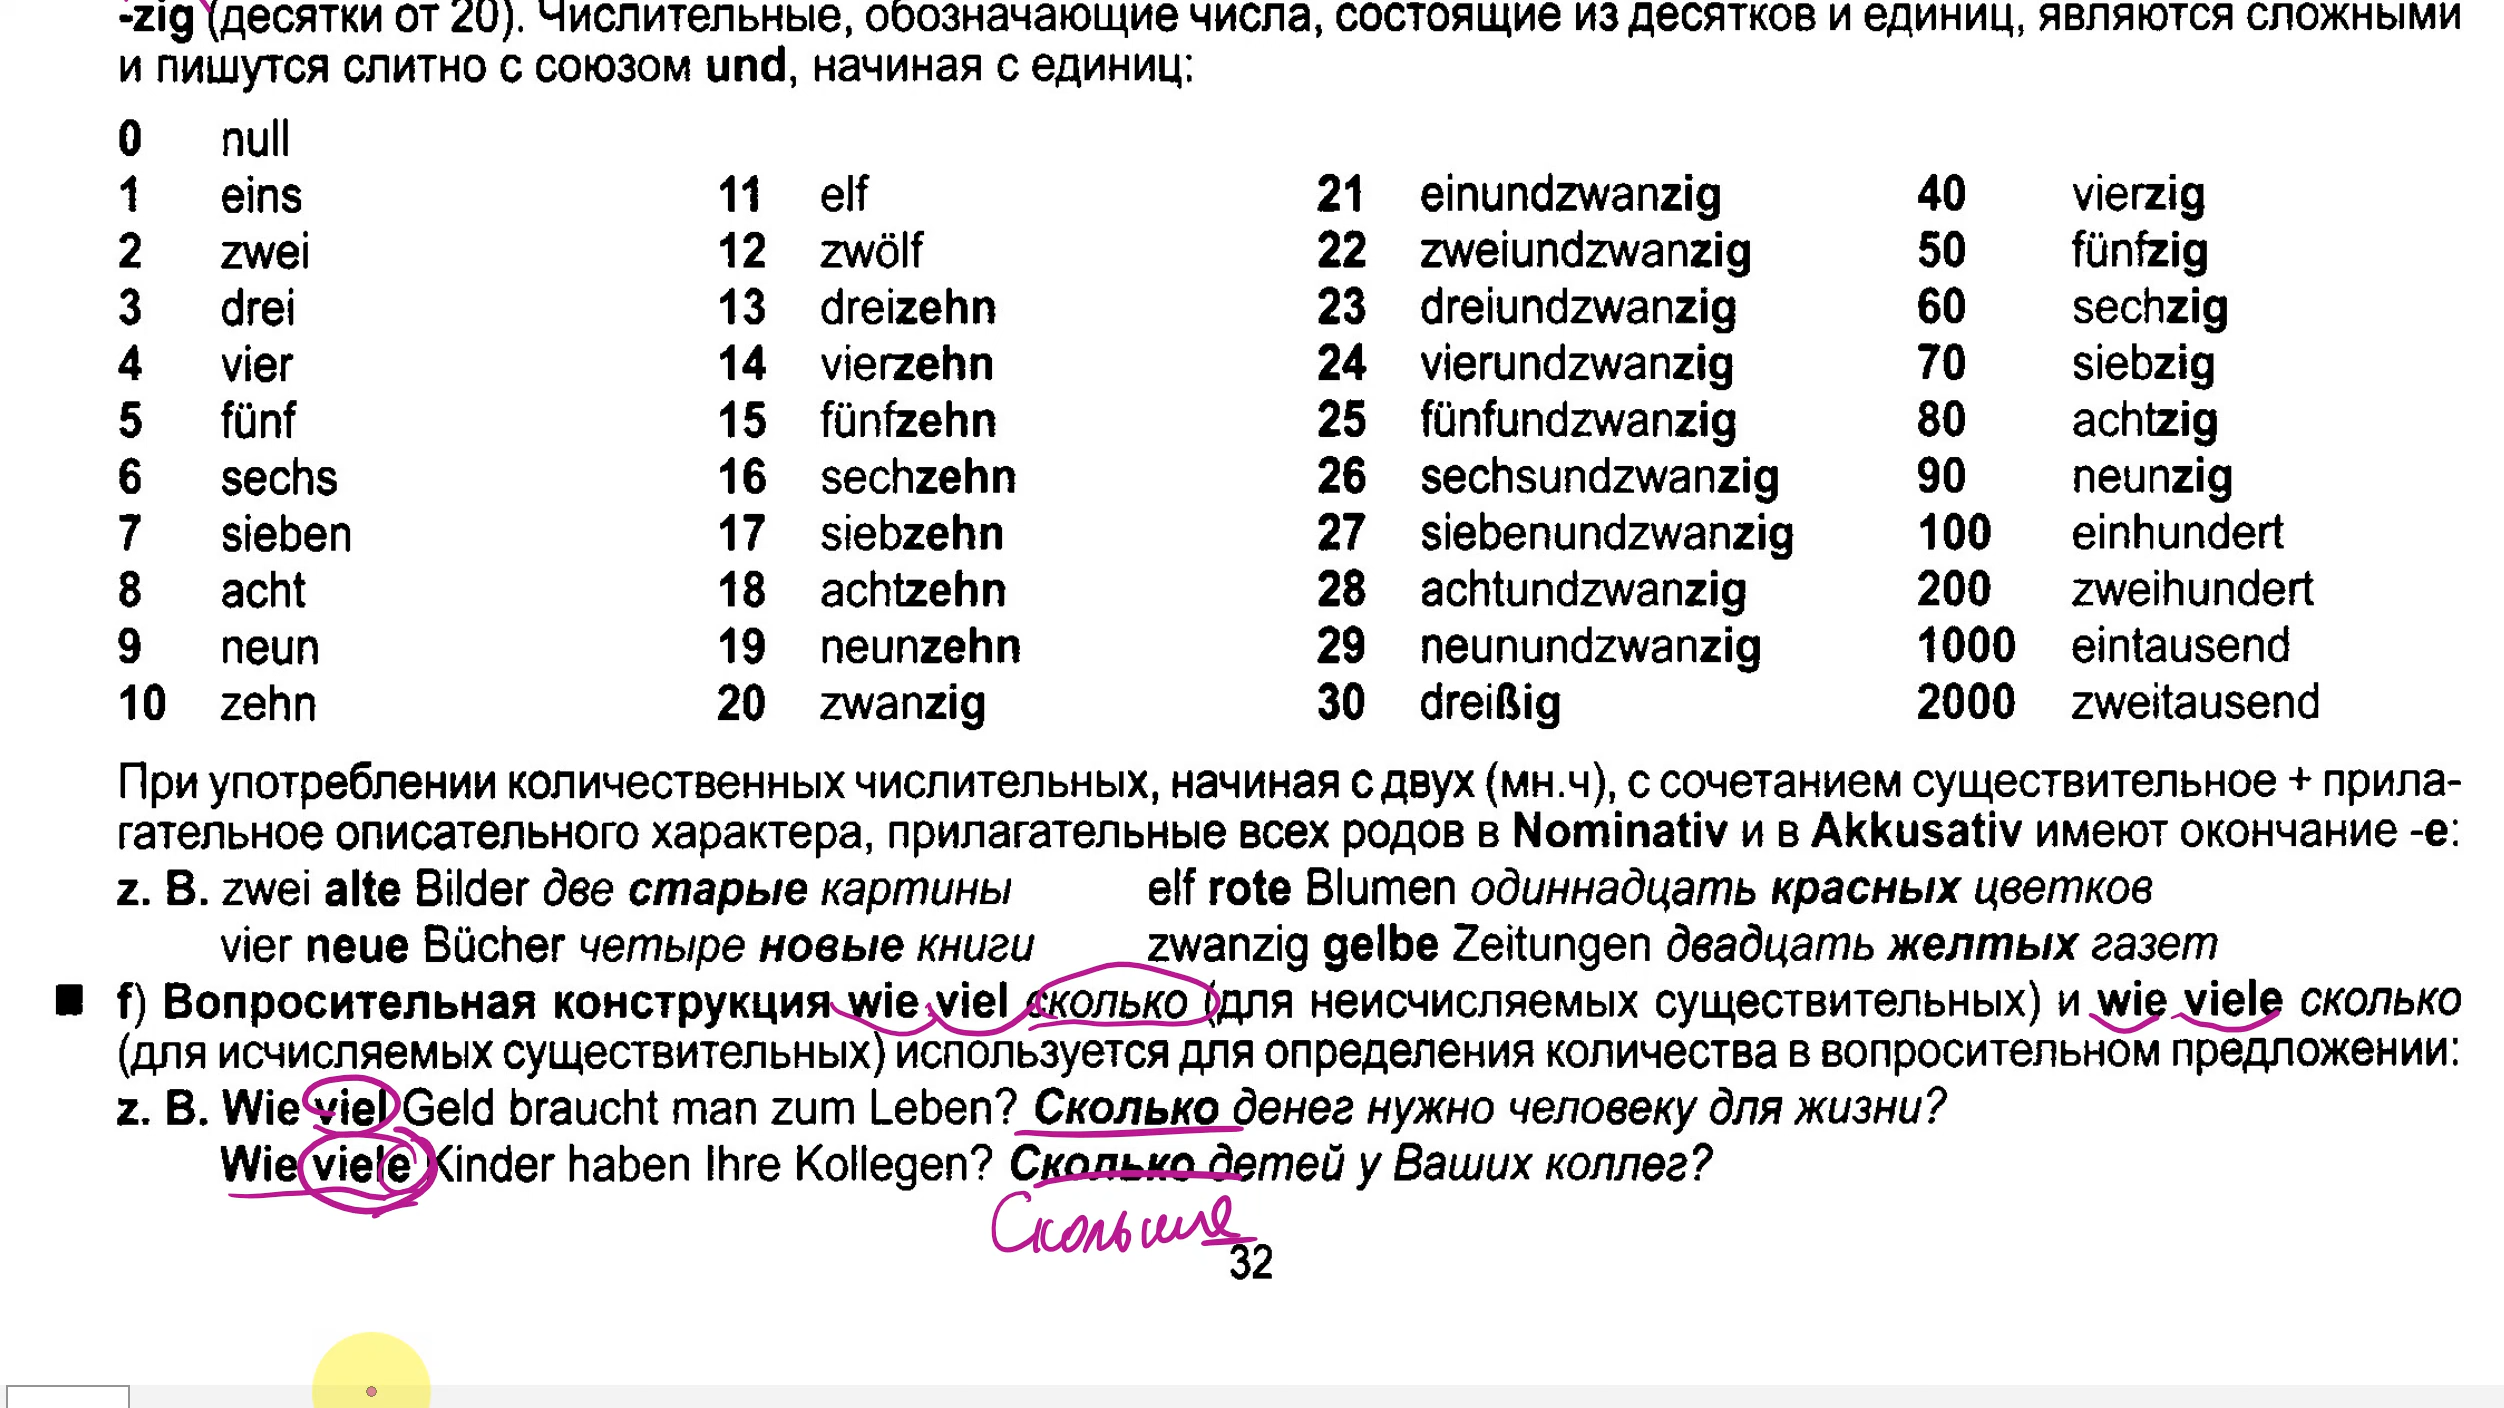 -zig (десятки от 20). Числительные, обозначающие числа, состоящие из десятков и единиц, являются сложными
и пишутся слитно с союзом und, начиная с единиц:
0 null
1 eins 11 elf 21 einundzwanzig 40 vierzig
2 zwei 12 zwölf 22 zweiundzwanzig 50 fünfzig
3 drei 13 dreizehn 23 dreiundzwanzig 60 sechzig
4 vier 14 vierzehn 24 vierundzwanzig 70 siebzig
5 fünf 15 fünfzehn 25 fünfundzwanzig 80 achtzig
6 sechs 16 sechzehn 26 sechsundzwanzig 90 neunzig
7 sieben 17 siebzehn 27 siebenundzwanzig 100 einhundert
8 acht 18 achtzehn 28 achtundzwanzig 200 zweihundert
9 neun 19 neunzehn 29 neunundzwanzig 1000 eintausend
10 zehn 20 zwanzig 30 dreißig 2000 zweitausend
При употреблении количественных числительных, начиная с двух (мн.ч), с сочетанием существительное + прила-
гательное описательного характера, прилагательные всех родов в Nominativ и в Akkusativ имеют окончание -e:
z. B. zwei alte Bilder две старые картины elf rote Blumen одиннадцать красных цветков
vier neue Bücher четыре новые книги zwanzig gelbe Zeitungen двадцать желтых газет
■ f) Вопросительная конструкция wie viel сколько (для неисчисляемых существительных) и wie viele сколько
(для исчисляемых существительных) используется для определения количества в вопросительном предложении:
z. B. Wie viel Geld braucht man zum Leben? Сколько денег нужно человеку для жизни?
Wie viele Kinder haben Ihre Kollegen? Сколько детей у Ваших коллег?
32